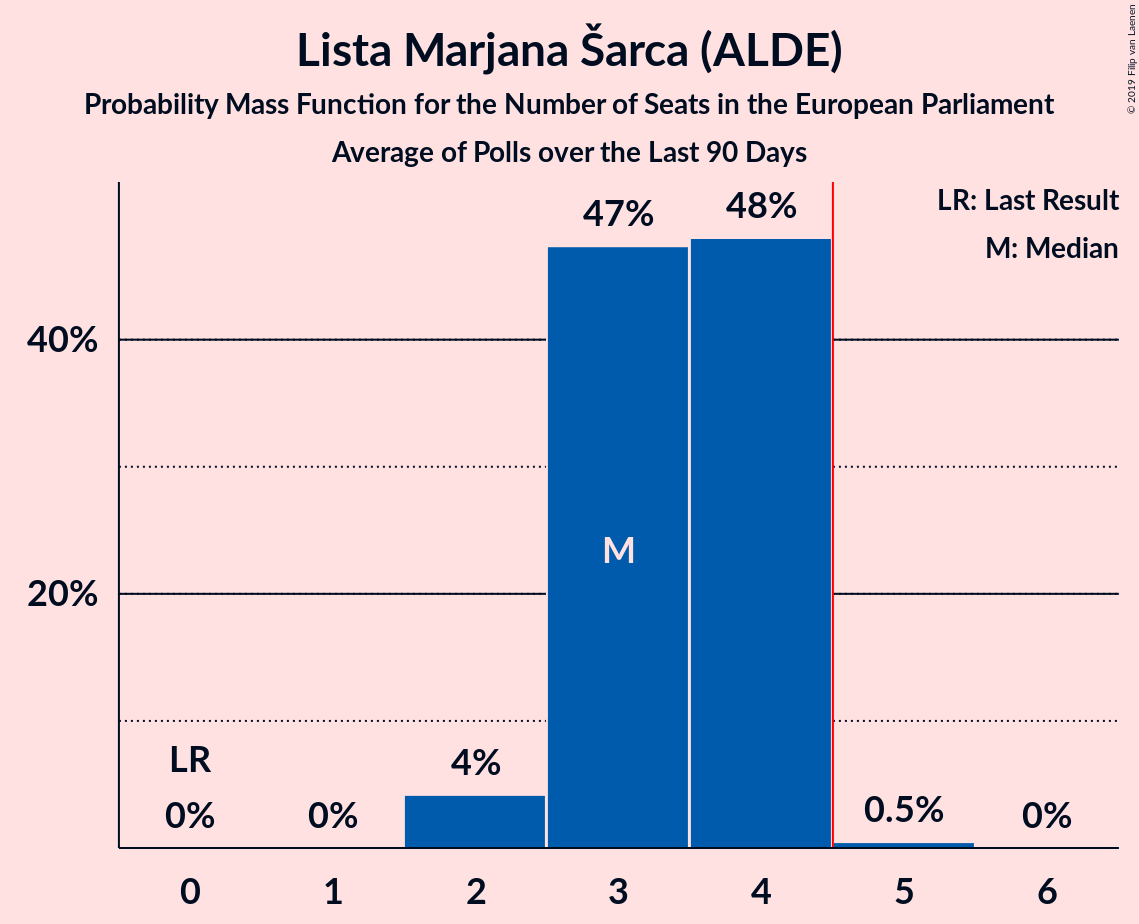 Lista Marjana Šarca (ALDE)
Probability Mass Function for the Number of Seats in the European Parliament
Average of Polls over the Last 90 Days
© 2019 Filip van Laenen
LR: Last Result
M: Median
47%
48%
40%
M
20%
LR
0%
0%
4%
0.5%
0%
0
1
2
3
4
5
6